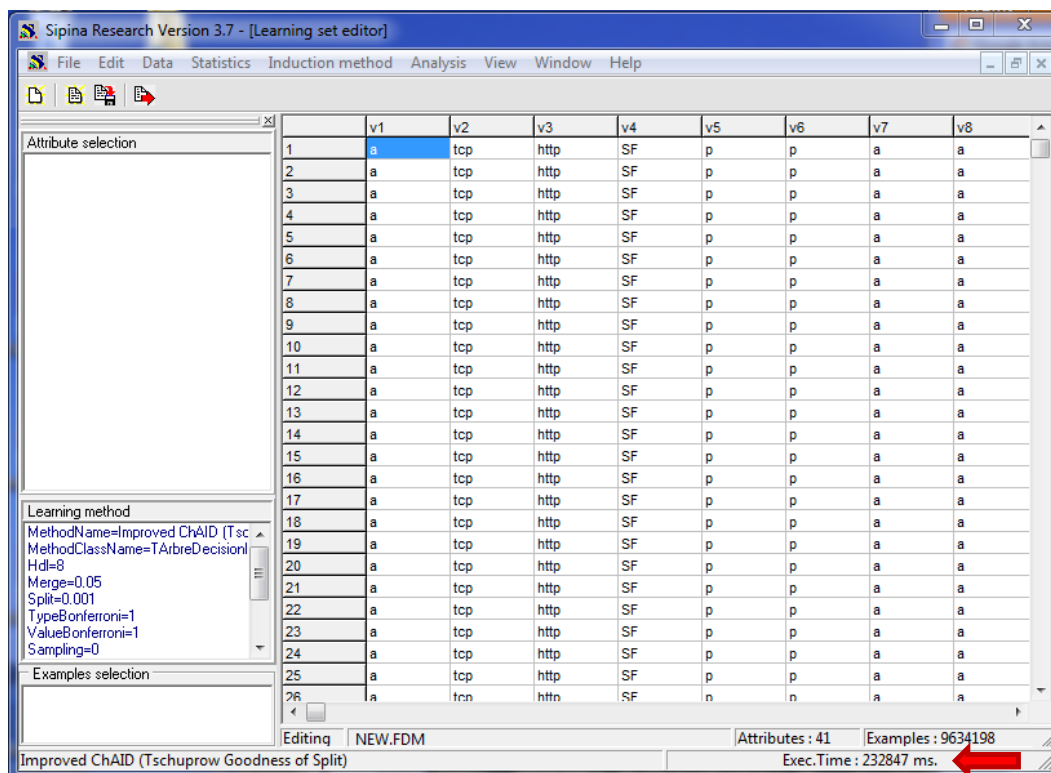 Sipina Research Version 3.7 - [Learning set editor]
File Edit Data Statistics Induction method Analysis View Window Help
Attribute selection
v1 v2 v3 v4 v5 v6 v7 v8
1 a tcp http SF p p a a
2 a tcp http SF p p a a
3 a tcp http SF p p a a
4 a tcp http SF p p a a
5 a tcp http SF p p a a
6 a tcp http SF p p a a
7 a tcp http SF p p a a
8 a tcp http SF p p a a
9 a tcp http SF p p a a
10 a tcp http SF p p a a
11 a tcp http SF p p a a
12 a tcp http SF p p a a
13 a tcp http SF p p a a
14 a tcp http SF p p a a
15 a tcp http SF p p a a
16 a tcp http SF p p a a
17 a tcp http SF p p a a
18 a tcp http SF p p a a
19 a tcp http SF p p a a
20 a tcp http SF p p a a
21 a tcp http SF p p a a
22 a tcp http SF p p a a
23 a tcp http SF p p a a
24 a tcp http SF p p a a
25 a tcp http SF p p a a
26 a tcp http SF p p a a
Learning method
MethodName=Improved ChAID (Tsc
MethodClassName=TArbreDecisionI
Hdl=8
Merge=0.05
Split=0.001
TypeBonferroni=1
ValueBonferroni=1
Sampling=0
Examples selection
Editing NEW.FDM Attributes : 41 Examples : 9634198
Improved ChAID (Tschuprow Goodness of Split) Exec.Time : 232847 ms.